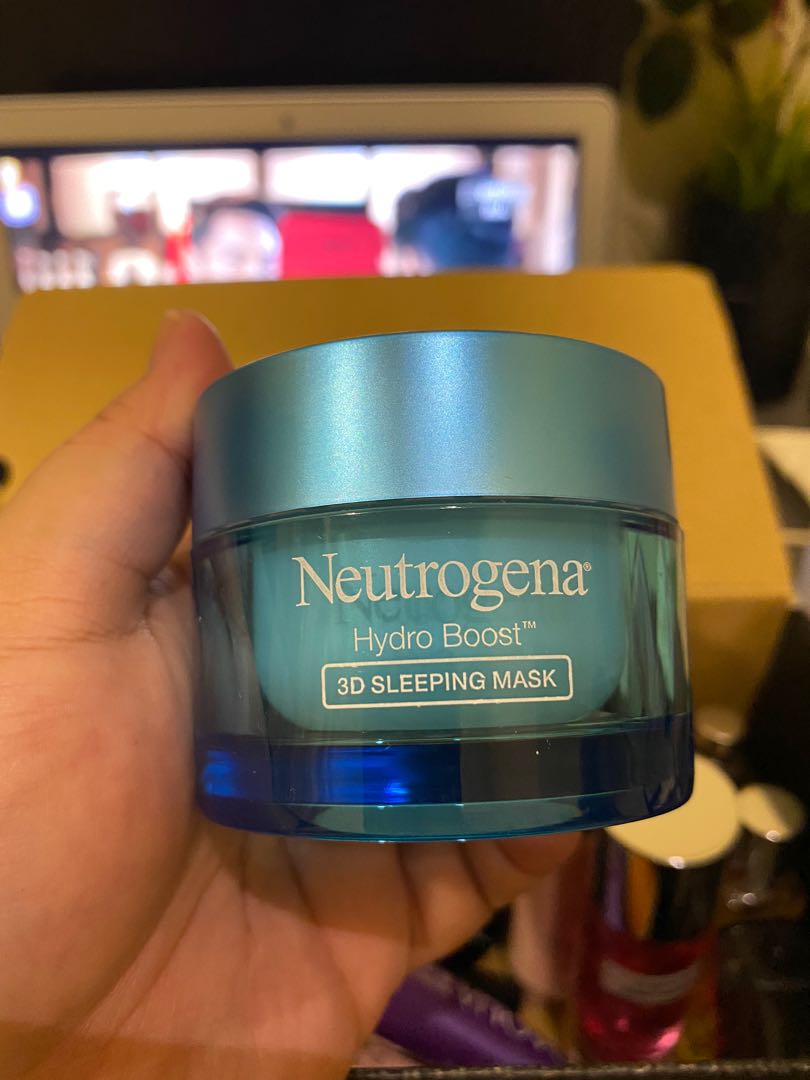 Neutrogena®
Hydro Boost™
3D SLEEPING MASK